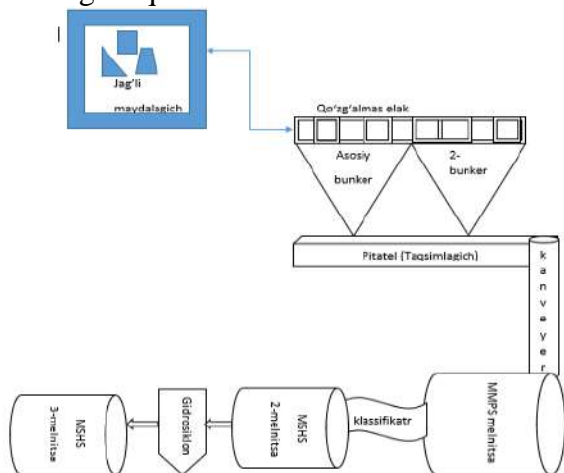 Jag'li
maydalagich
Qo'zg'almas elak
Asosiy
bunker
2-
bunker
Pitatel (Taqsimlagich)
kanveyer
MMPS melnitsa
klassifikatr
MSHS
2-melnitsa
Gidrosiklon
MSHS
3-melnitsa